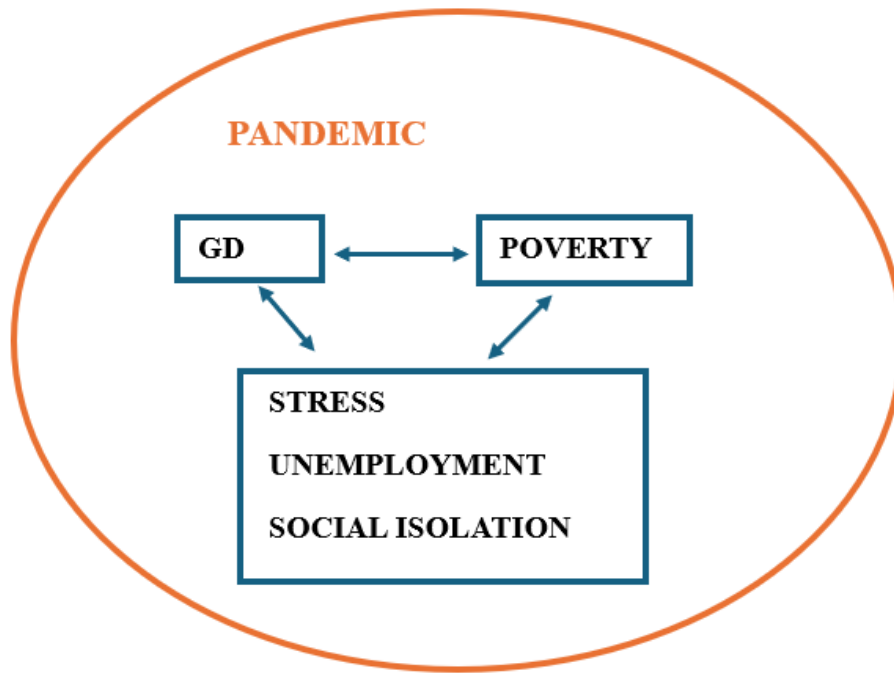 PANDEMIC
GD
POVERTY
STRESS
UNEMPLOYMENT
SOCIAL ISOLATION